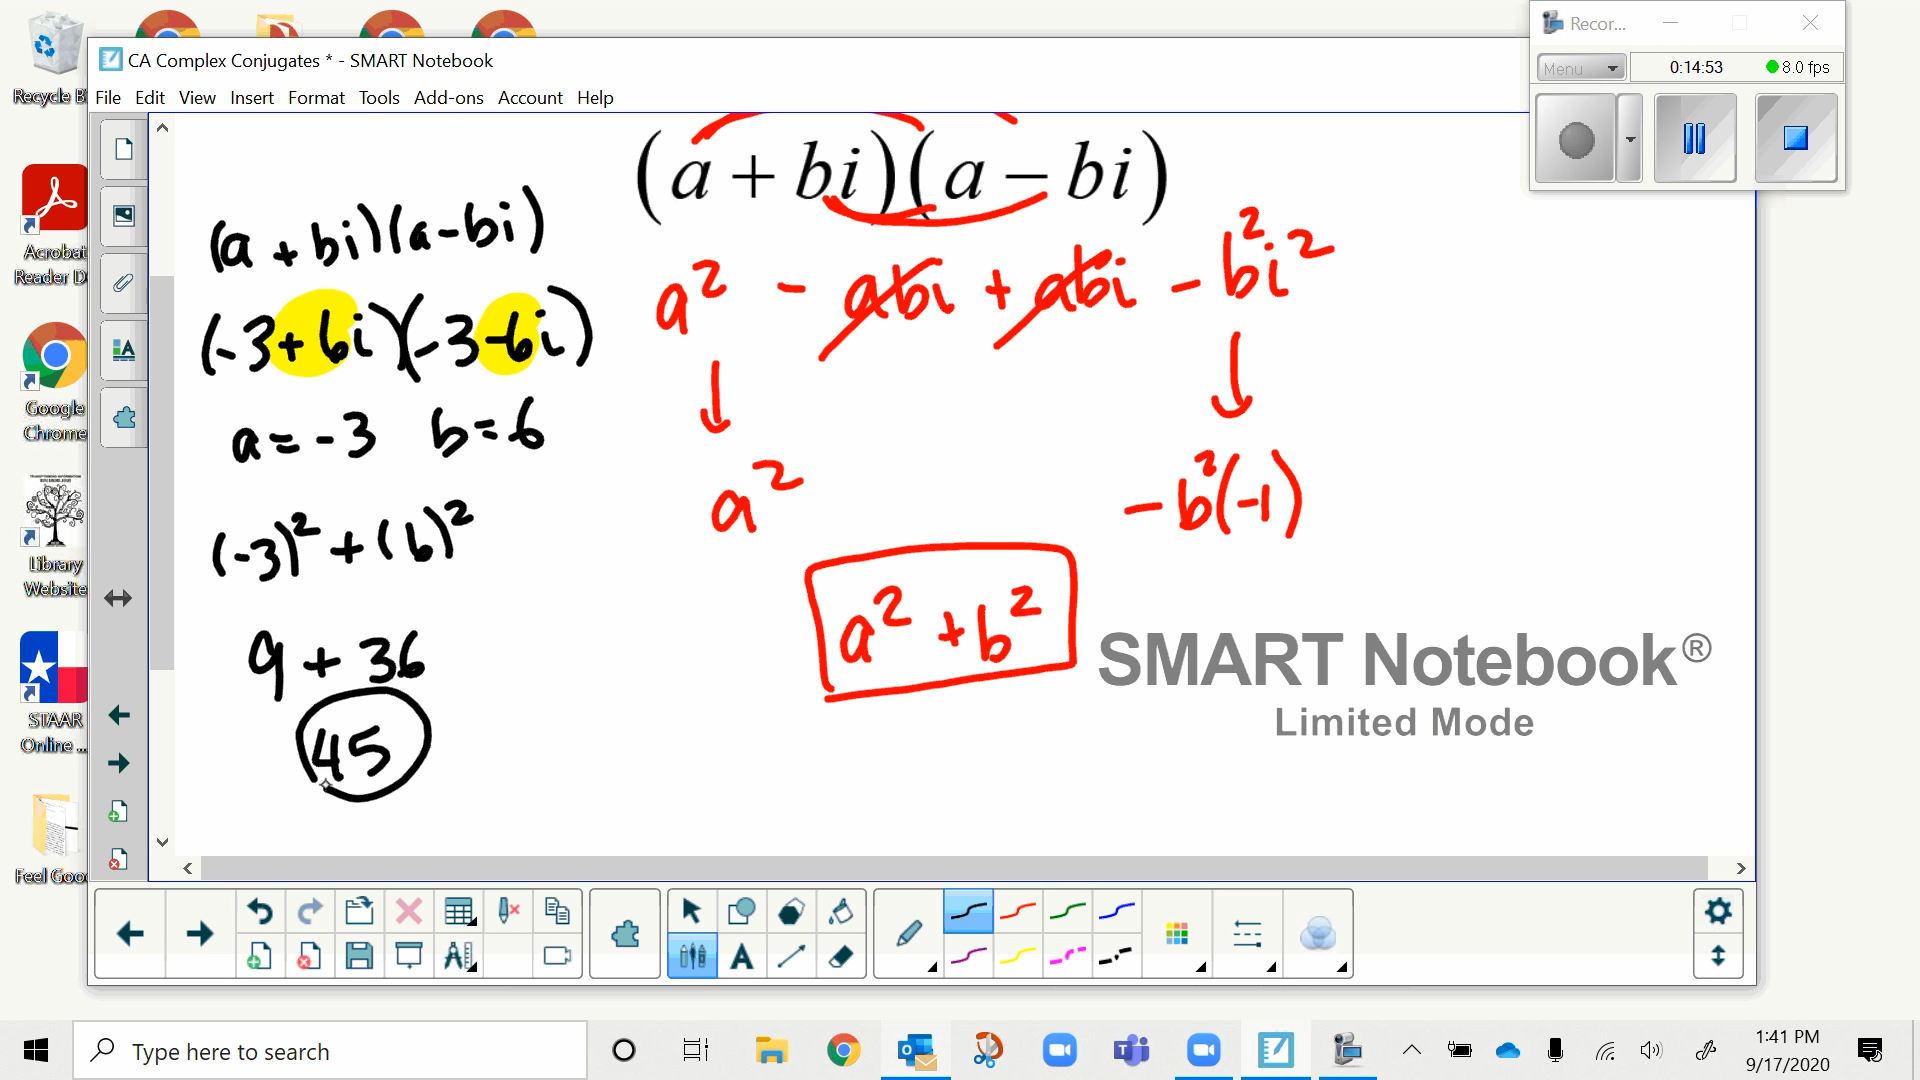 Recor...
Menu
0:14:53
8.0 fps
CA Complex Conjugates * - SMART Notebook
File Edit View Insert Format Tools Add-ons Account Help
Recycle Bi
Acrobat
Reader D
Google
Chrome
Library
Website
STAAR
Online ...
Feel Goo
(a + bi)(a − bi)
a² - abi + abi - b²i²
a²
-b²(-1)
a² + b²
(a + bi)(a - bi)
(-3 + 6i)(-3 - 6i)
a = -3 b = 6
(-3)² + (6)²
9 + 36
45
SMART Notebook®
Limited Mode
Type here to search
1:41 PM
9/17/2020